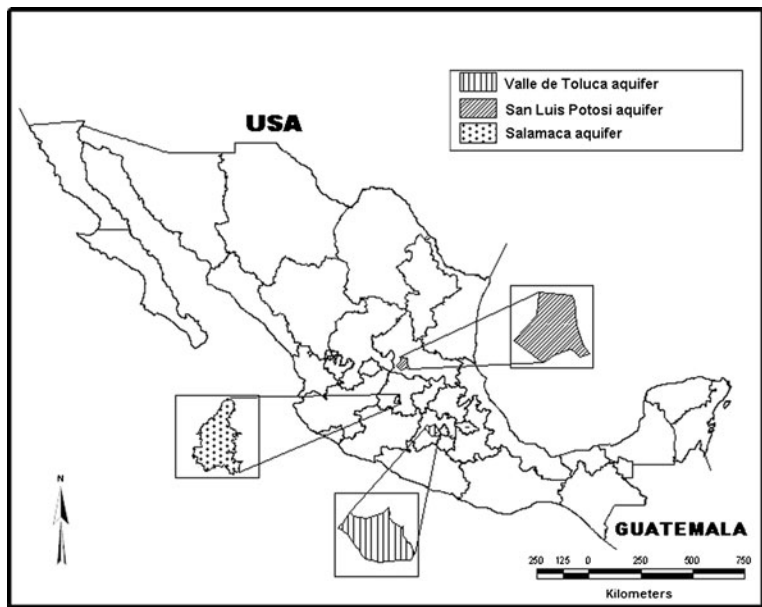 Valle de Toluca aquifer
San Luis Potosi aquifer
Salamaca aquifer
USA
N
GUATEMALA
250 125 0 250 500 750
Kilometers